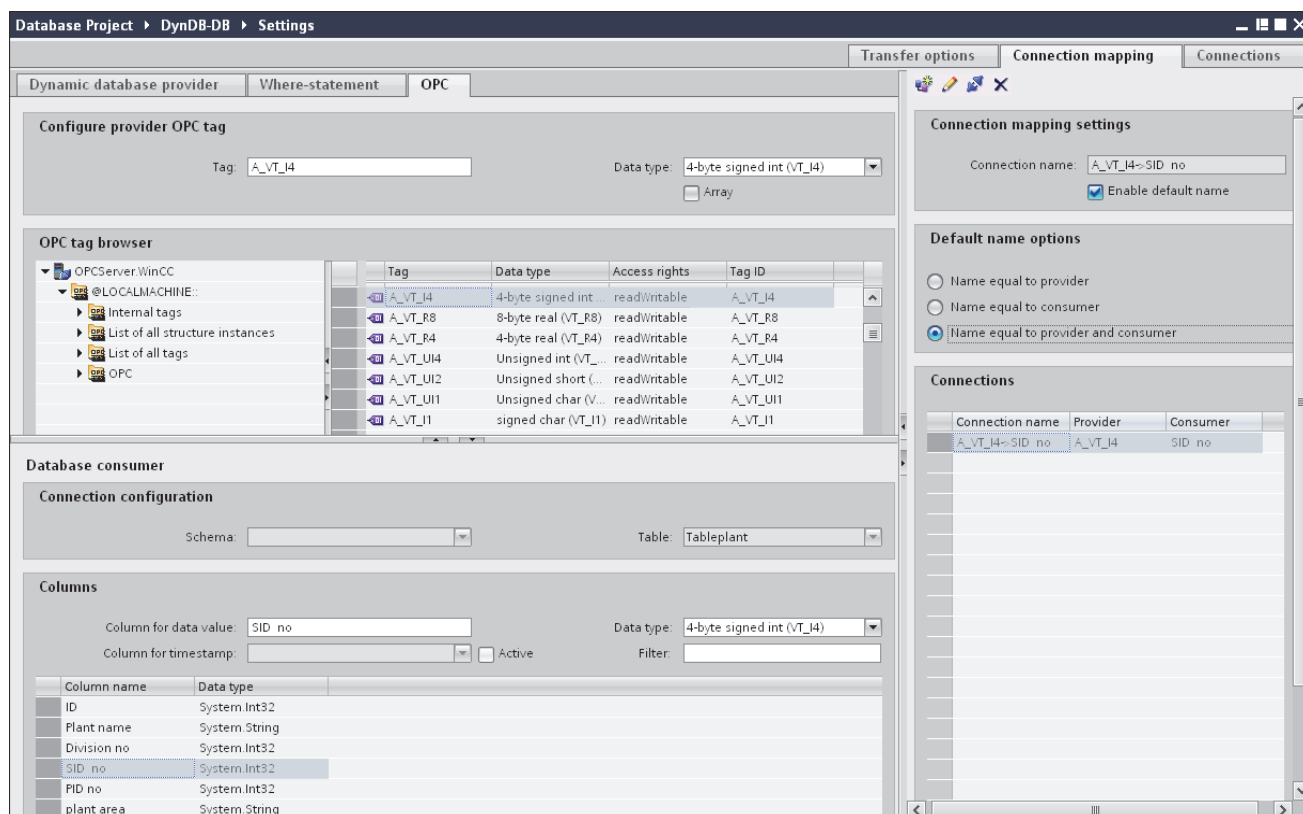 Database Project ▸ DynDB-DB ▸ Settings
Transfer options Connection mapping Connections
Dynamic database provider Where-statement OPC
Configure provider OPC tag
Tag: A_VT_I4 Data type: 4-byte signed int (VT_I4)
Array
OPC tag browser
OPCServer.WinCC
@LOCALMACHINE::
Internal tags
List of all structure instances
List of all tags
OPC
Tag Data type Access rights Tag ID
A_VT_I4 4-byte signed int ... readWritable A_VT_I4
A_VT_R8 8-byte real (VT_R8) readWritable A_VT_R8
A_VT_R4 4-byte real (VT_R4) readWritable A_VT_R4
A_VT_UI4 Unsigned int (VT_... readWritable A_VT_UI4
A_VT_UI2 Unsigned short (... readWritable A_VT_UI2
A_VT_UI1 Unsigned char (V... readWritable A_VT_UI1
A_VT_I1 signed char (VT_I1) readWritable A_VT_I1
Database consumer
Connection configuration
Schema: Table: Tableplant
Columns
Column for data value: SID no Data type: 4-byte signed int (VT_I4)
Column for timestamp: Active Filter:
Column name Data type
ID System.Int32
Plant name System.String
Division no System.Int32
SID no System.Int32
PID no System.Int32
plant area System.String
Connection mapping settings
Connection name: A_VT_I4->SID no
Enable default name
Default name options
Name equal to provider
Name equal to consumer
Name equal to provider and consumer
Connections
Connection name Provider Consumer
A_VT_I4->SID no A_VT_I4 SID no